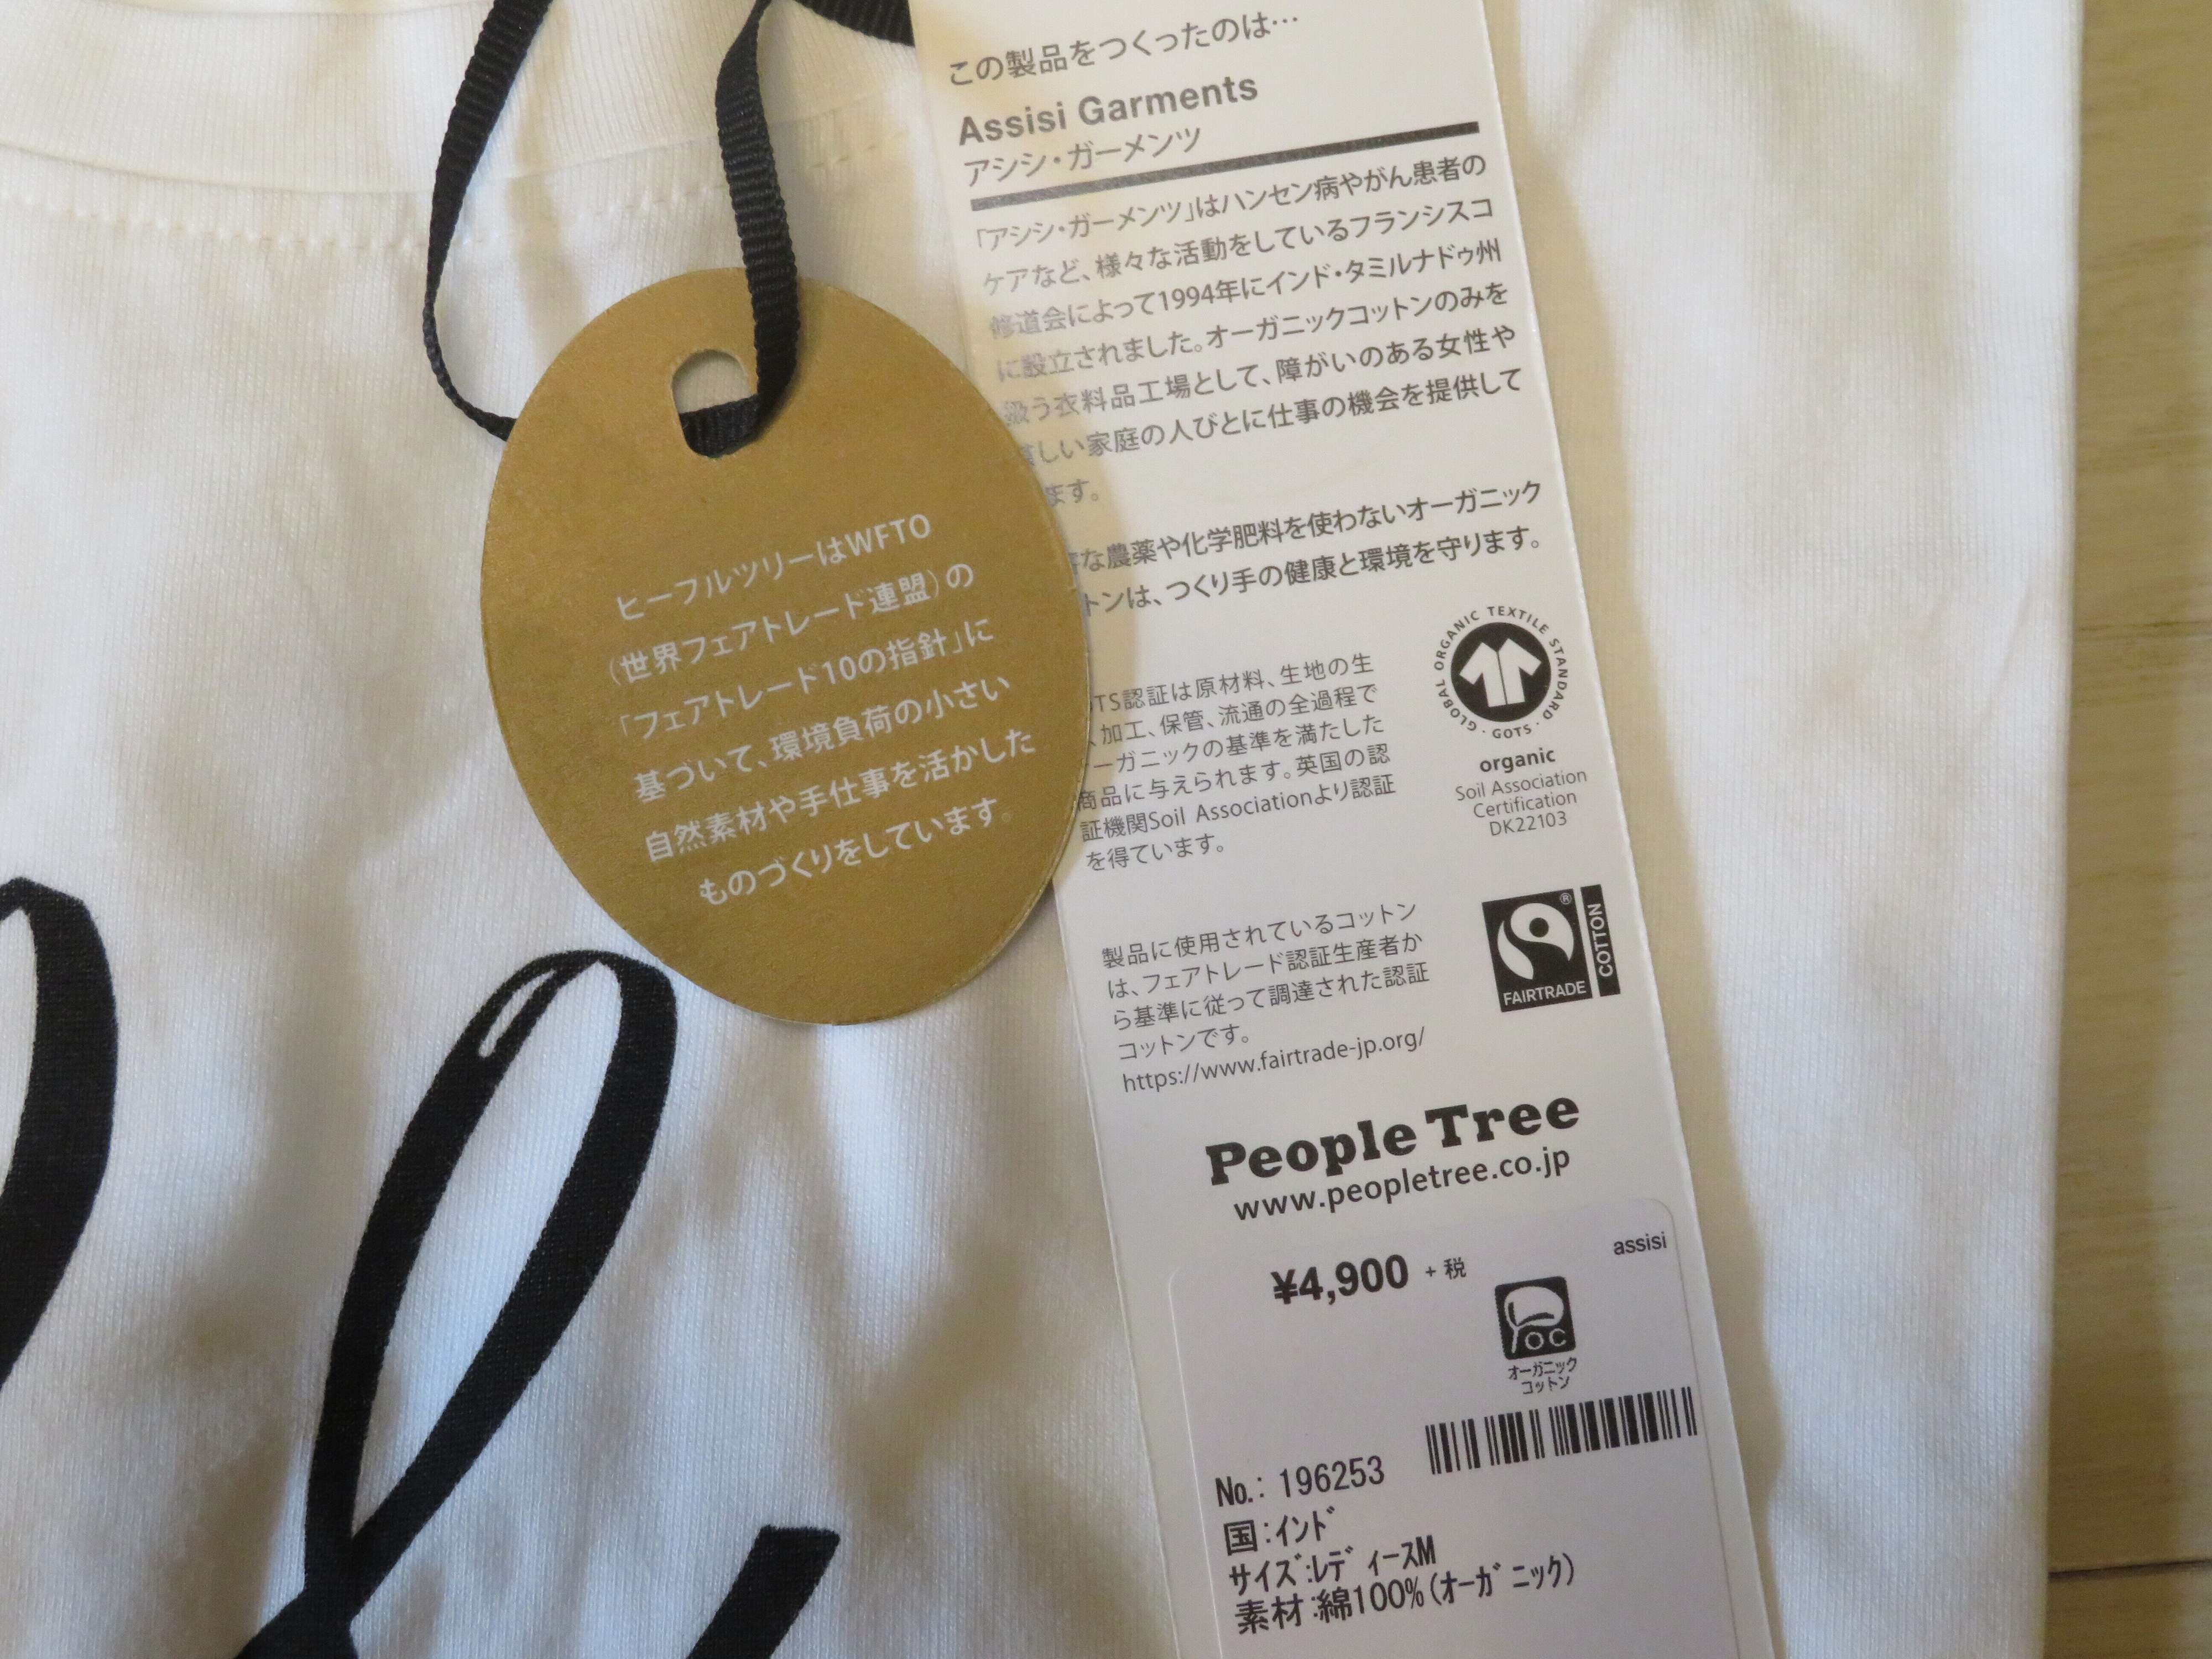 ピープルツリーはWFTO
(世界フェアトレード連盟)の
「フェアトレード10の指針」に
基づいて、環境負荷の小さい
自然素材や手仕事を活かした
ものづくりをしています。
この製品をつくったのは…
Assisi Garments
アシシ・ガーメンツ
「アシシ・ガーメンツ」はハンセン病やがん患者の
ケアなど、様々な活動をしているフランシスコ
修道会によって1994年にインド・タミルナドゥ州
に設立されました。オーガニックコットンのみを
扱う衣料品工場として、障がいのある女性や
貧しい家庭の人びとに仕事の機会を提供して
ます。
な農薬や化学肥料を使わないオーガニック
トンは、つくり手の健康と環境を守ります。
TS認証は原材料、生地の生
、加工、保管、流通の全過程で
ーガニックの基準を満たした
商品に与えられます。英国の認
証機関Soil Associationより認証
を得ています。
GLOBAL ORGANIC TEXTILE STANDARD · GOTS ·
organic
Soil Association
Certification
DK22103
製品に使用されているコットン
は、フェアトレード認証生産者か
ら基準に従って調達された認証
コットンです。
https://www.fairtrade-jp.org/
®
FAIRTRADE
COTTON
People Tree
www.peopletree.co.jp
assisi
¥4,900 + 税
OC
オーガニック
コットン
No.: 196253
国:インド
サイズ:レディースM
素材:綿100%(オーガニック)